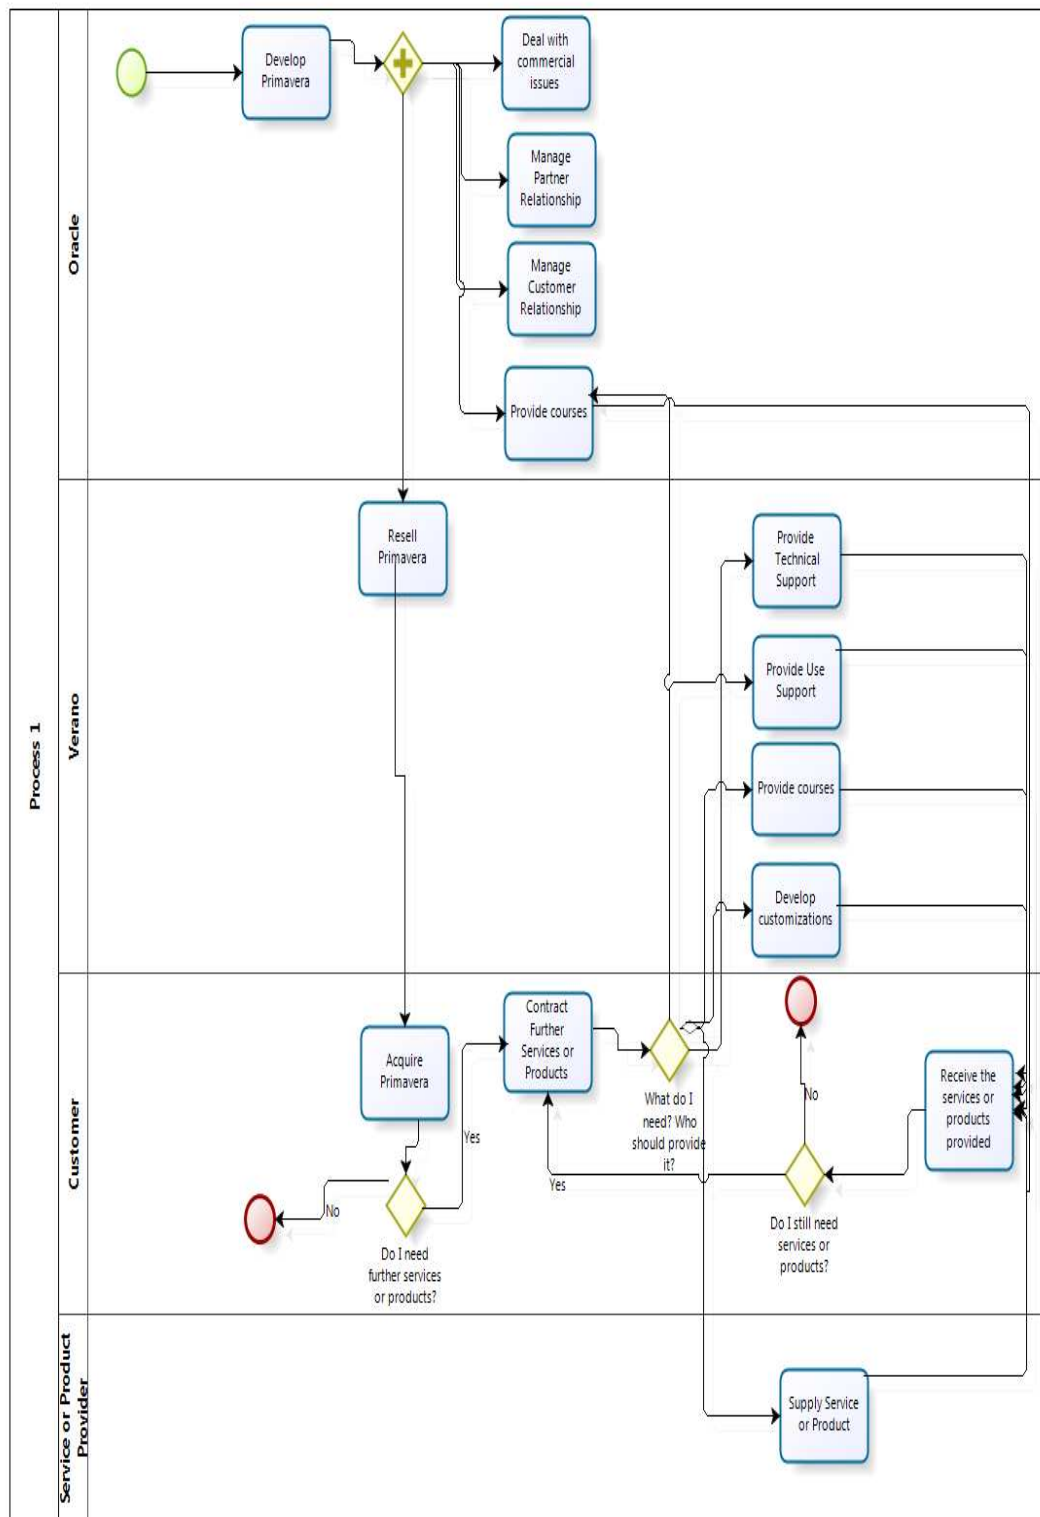 Process 1
Oracle
Develop
Primavera
Deal with
commercial
issues
Manage
Partner
Relationship
Manage
Customer
Relationship
Provide courses
Verano
Resell
Primavera
Provide
Technical
Support
Provide Use
Support
Provide courses
Develop
customizations
Customer
Acquire
Primavera
No
Do I need
further services
or products?
Yes
Contract
Further
Services or
Products
What do I
need? Who
should provide
it?
Yes
No
Do I still need
services or
products?
Receive the
services or
products
provided
Service or Product
Provider
Supply Service
or Product